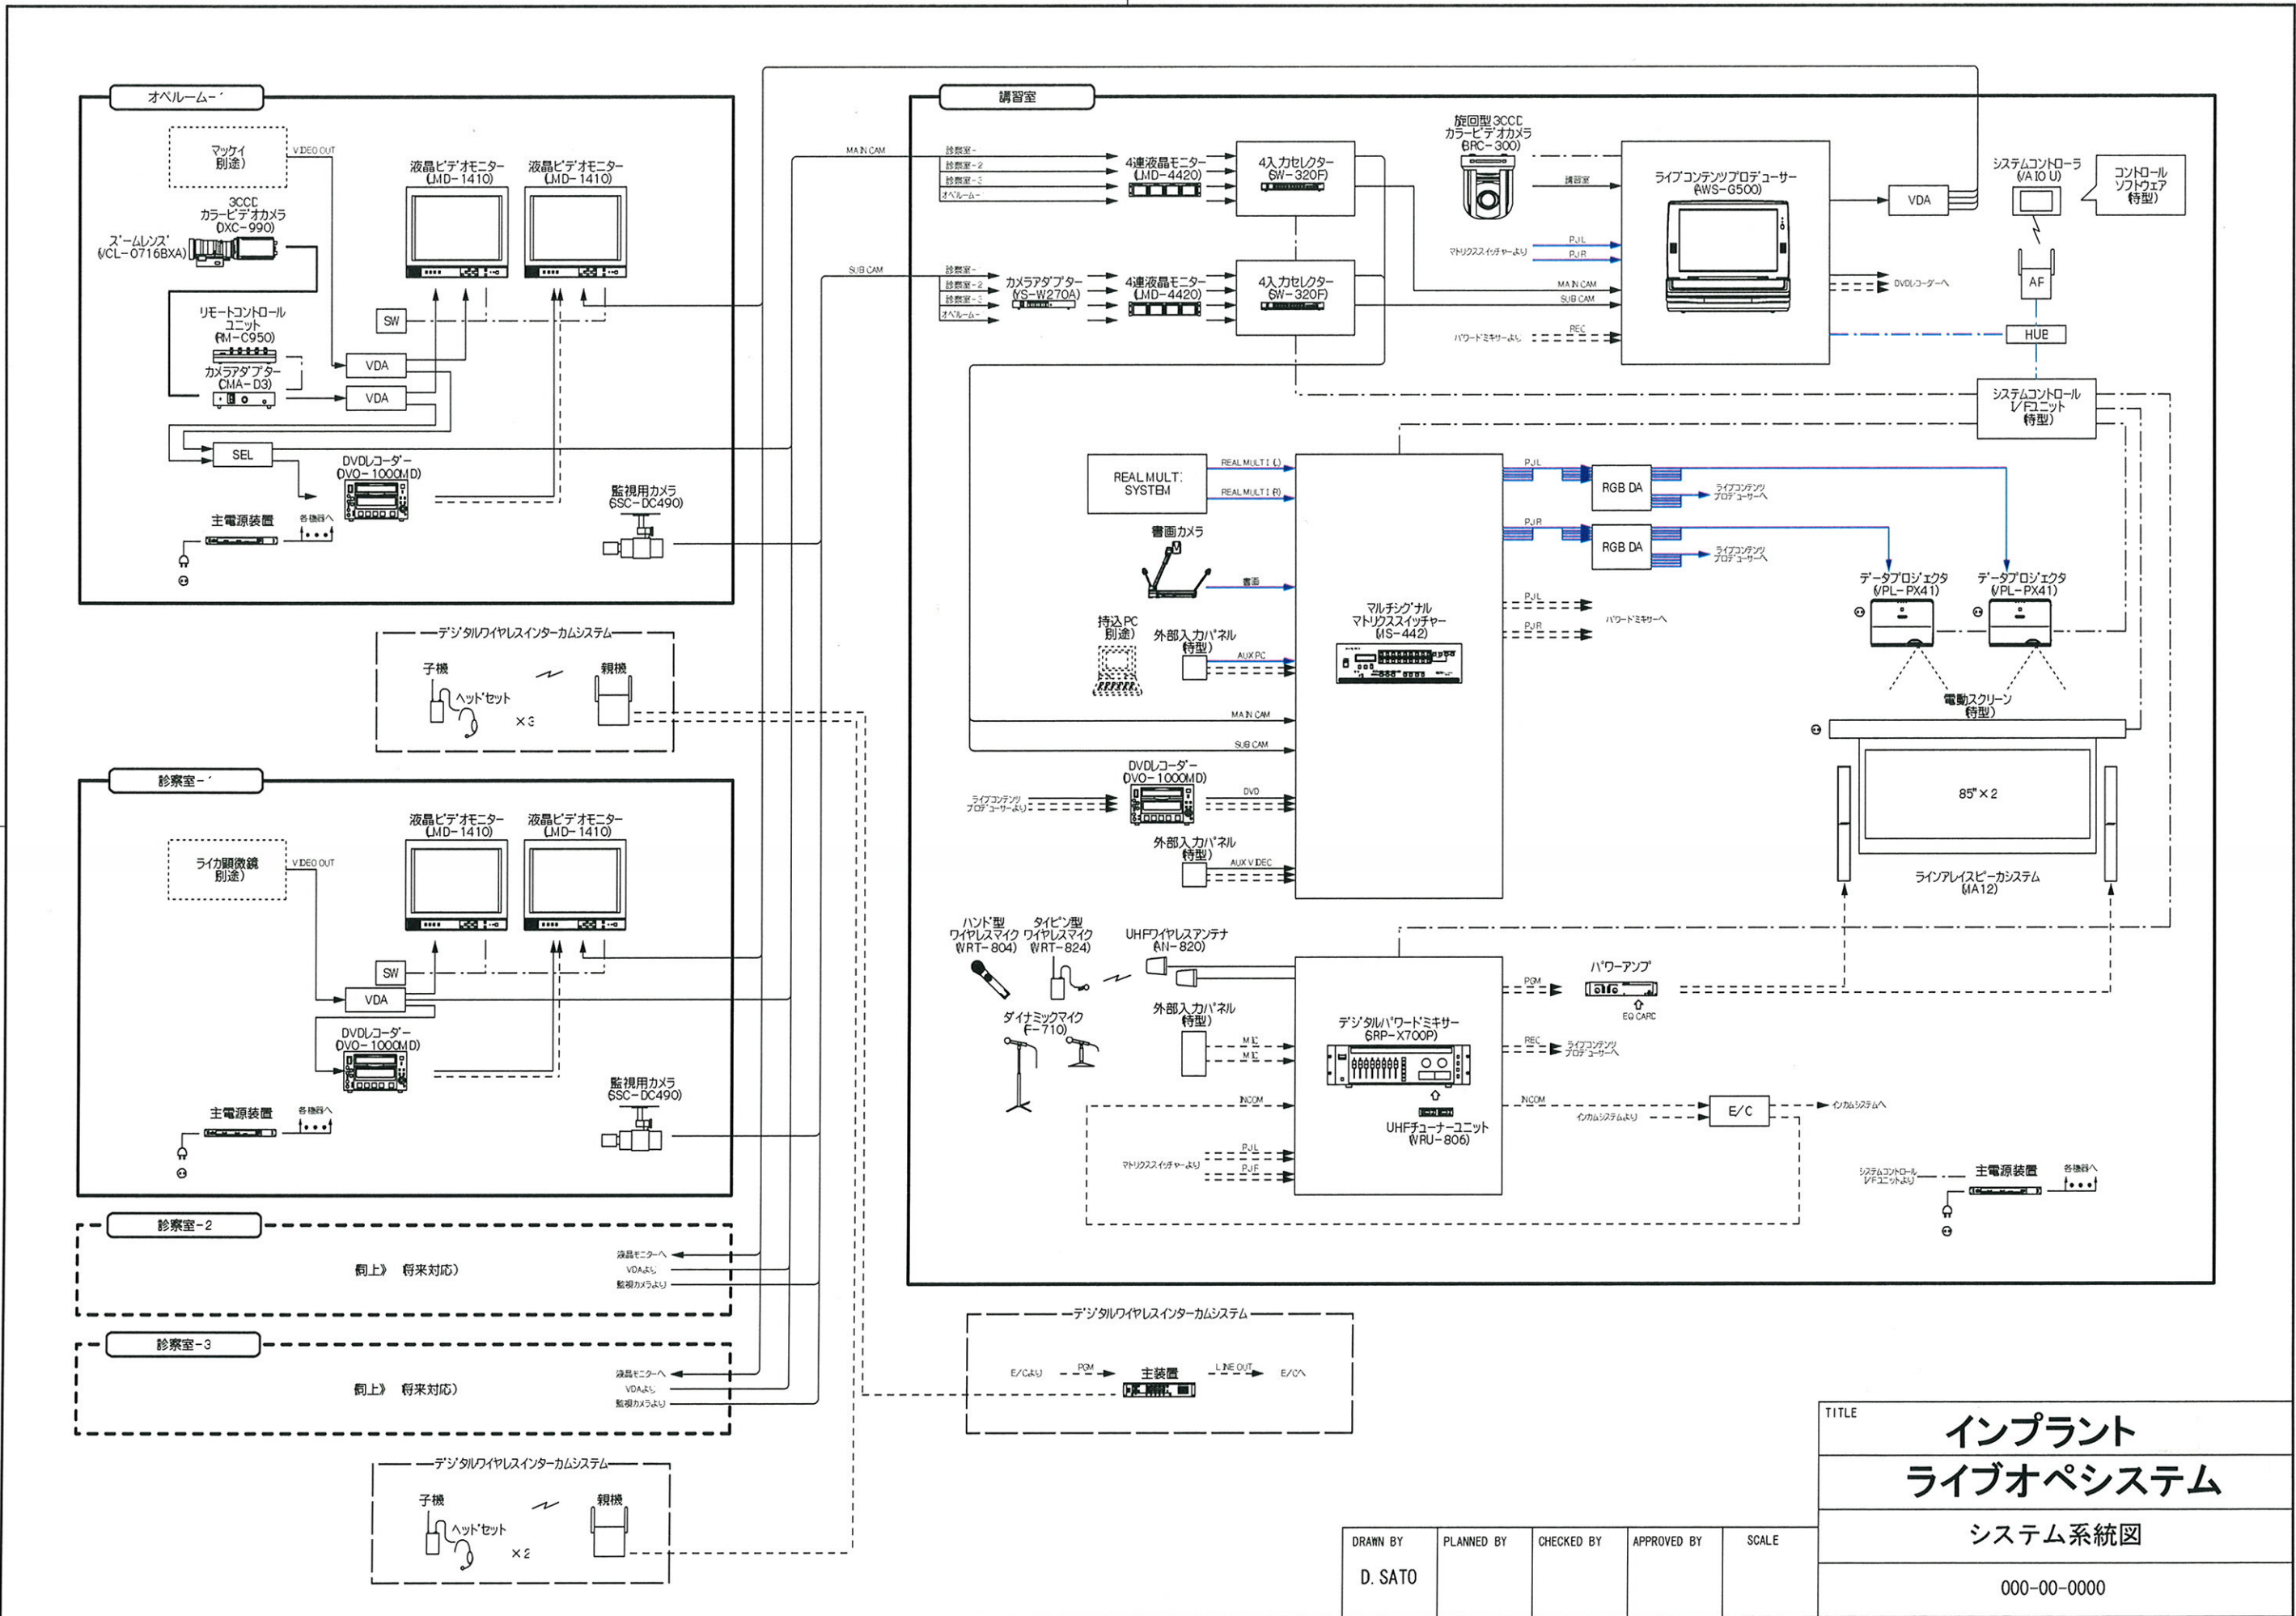 オペルーム-1
マッケイ
別途)
VIDEO OUT
3CCD
カラービデオカメラ
(DXC-990)
ズームレンズ
(VCL-0716BXA)
リモートコントロール
ユニット
(RM-C950)
カメラアダプター
(CMA-D3)
液晶ビデオモニター
(LMD-1410)
液晶ビデオモニター
(LMD-1410)
SW
VDA
VDA
SEL
DVDレコーダー
(DVO-1000MD)
主電源装置
各機器へ
監視用カメラ
(SSC-DC490)
デジタルワイヤレスインターカムシステム
子機
ヘッドセット
×3
親機
診察室-1
ライカ顕微鏡
別途)
VIDEO OUT
液晶ビデオモニター
(LMD-1410)
液晶ビデオモニター
(LMD-1410)
SW
VDA
DVDレコーダー
(DVO-1000MD)
主電源装置
各機器へ
監視用カメラ
(SSC-DC490)
診察室-2
同上》 将来対応)
液晶モニターへ
VDAより
監視カメラより
診察室-3
同上》 将来対応)
液晶モニターへ
VDAより
監視カメラより
デジタルワイヤレスインターカムシステム
子機
ヘッドセット
×2
親機
講習室
MAIN CAM
診察室-
診察室-2
診察室-3
オペルーム-
4連液晶モニター
(LMD-4420)
4入力セレクター
(SW-320F)
SUB CAM
診察室-
診察室-2
診察室-3
オペルーム-
カメラアダプター
(YS-W270A)
4連液晶モニター
(LMD-4420)
4入力セレクター
(SW-320F)
旋回型3CCD
カラービデオカメラ
(BRC-300)
講習室
マトリクススイッチャーより
PJL
PJR
MAIN CAM
SUB CAM
パワードミキサーより
REC
ライブコンテンツプロデューサー
(AWS-G500)
VDA
DVDレコーダーへ
システムコントローラ
(VAIO U)
コントロール
ソフトウェア
特型)
AF
HUB
システムコントロール
I/Fユニット
特型)
REAL MULTI
SYSTEM
REAL MULTI (L)
REAL MULTI (R)
書画カメラ
書画
持込PC
別途)
外部入力パネル
特型)
AUX PC
MAIN CAM
SUB CAM
ライブコンテンツ
プロデューサーより
DVDレコーダー
(DVO-1000MD)
DVD
外部入力パネル
特型)
AUX VIDEO
マルチシグナル
マトリクススイッチャー
(MS-442)
PJL
RGB DA
ライブコンテンツ
プロデューサーへ
PJR
RGB DA
ライブコンテンツ
プロデューサーへ
PJL
PJR
パワードミキサーへ
データプロジェクタ
(VPL-PX41)
データプロジェクタ
(VPL-PX41)
電動スクリーン
特型)
85"×2
ラインアレイスピーカシステム
(MA12)
ハンド型
ワイヤレスマイク
(WRT-804)
タイピン型
ワイヤレスマイク
(WRT-824)
UHFワイヤレスアンテナ
(AN-820)
ダイナミックマイク
(F-710)
外部入力パネル
特型)
MIC
MIC
INCOM
マトリクススイッチャーより
PJL
PJR
デジタルパワードミキサー
(SRP-X700P)
UHFチューナーユニット
(WRU-806)
PGM
パワーアンプ
EQ CARD
REC
ライブコンテンツ
プロデューサーへ
INCOM
インカムシステムより
E/C
インカムシステムへ
システムコントロール
I/Fユニットより
主電源装置
各機器へ
デジタルワイヤレスインターカムシステム
E/Cより
PGM
主装置
LINE OUT
E/Cへ
DRAWN BY
D. SATO
PLANNED BY
CHECKED BY
APPROVED BY
SCALE
TITLE
インプラント
ライブオペシステム
システム系統図
000-00-0000